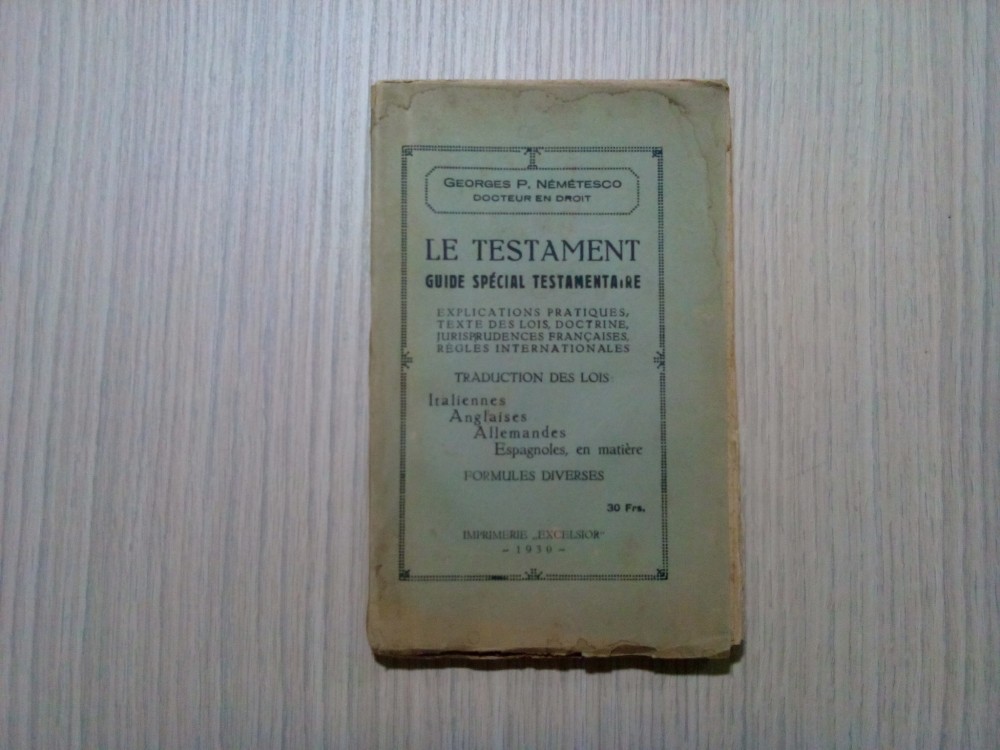 GEORGES P. NÉMÉTESCO
DOCTEUR EN DROIT
LE TESTAMENT
GUIDE SPÉCIAL TESTAMENTAiRE
EXPLICATIONS PRATIQUES,
TEXTE DES LOIS, DOCTRINE,
JURISPRUDENCES FRANÇAISES,
RÈGLES INTERNATIONALES
TRADUCTION DES LOIS:
Italiennes
Anglaises
Allemandes
Espagnoles, en matière
FORMULES DIVERSES
30 Frs.
IMPRIMERIE „EXCELSIOR"
- 1930 -